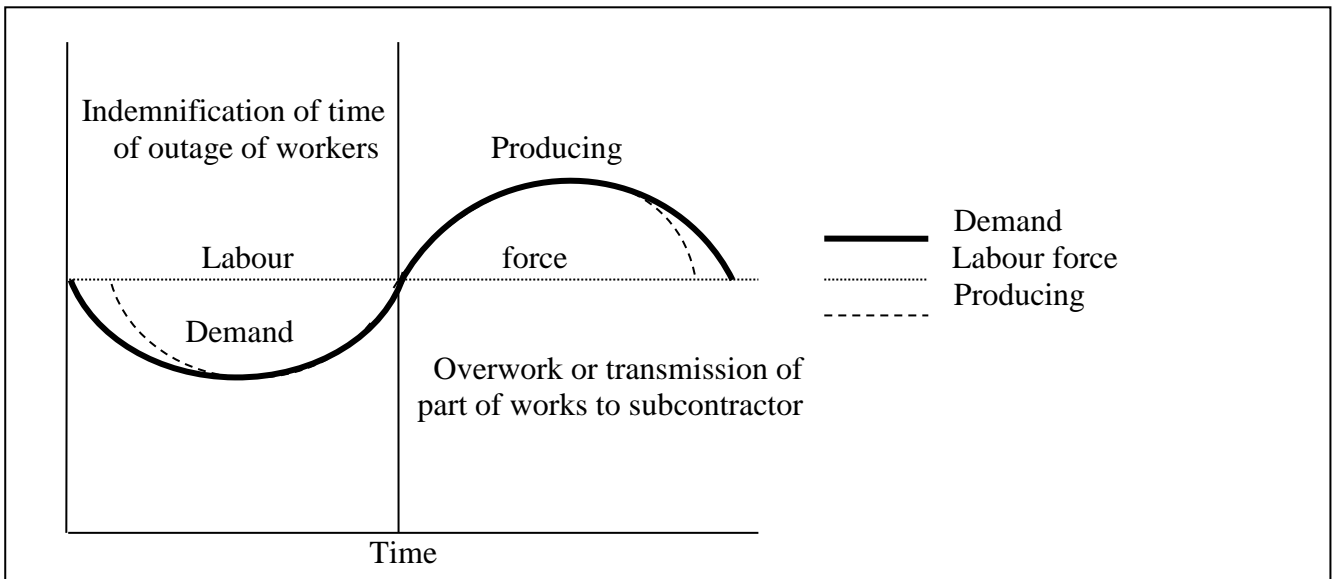 Indemnification of time
of outage of workers
Producing
Labour force
Demand
Overwork or transmission of
part of works to subcontractor
Time
Demand
Labour force
Producing